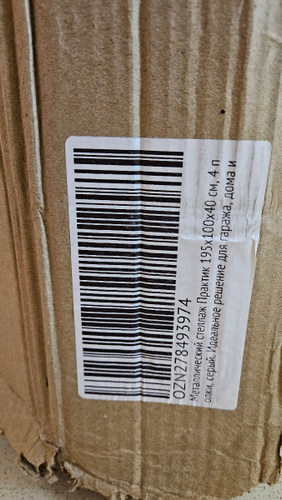 OZN278493974
Металлический стеллаж Практик 195х100х40 см, 4 п
олки, серый. Идеальное решение для гаража, дома и